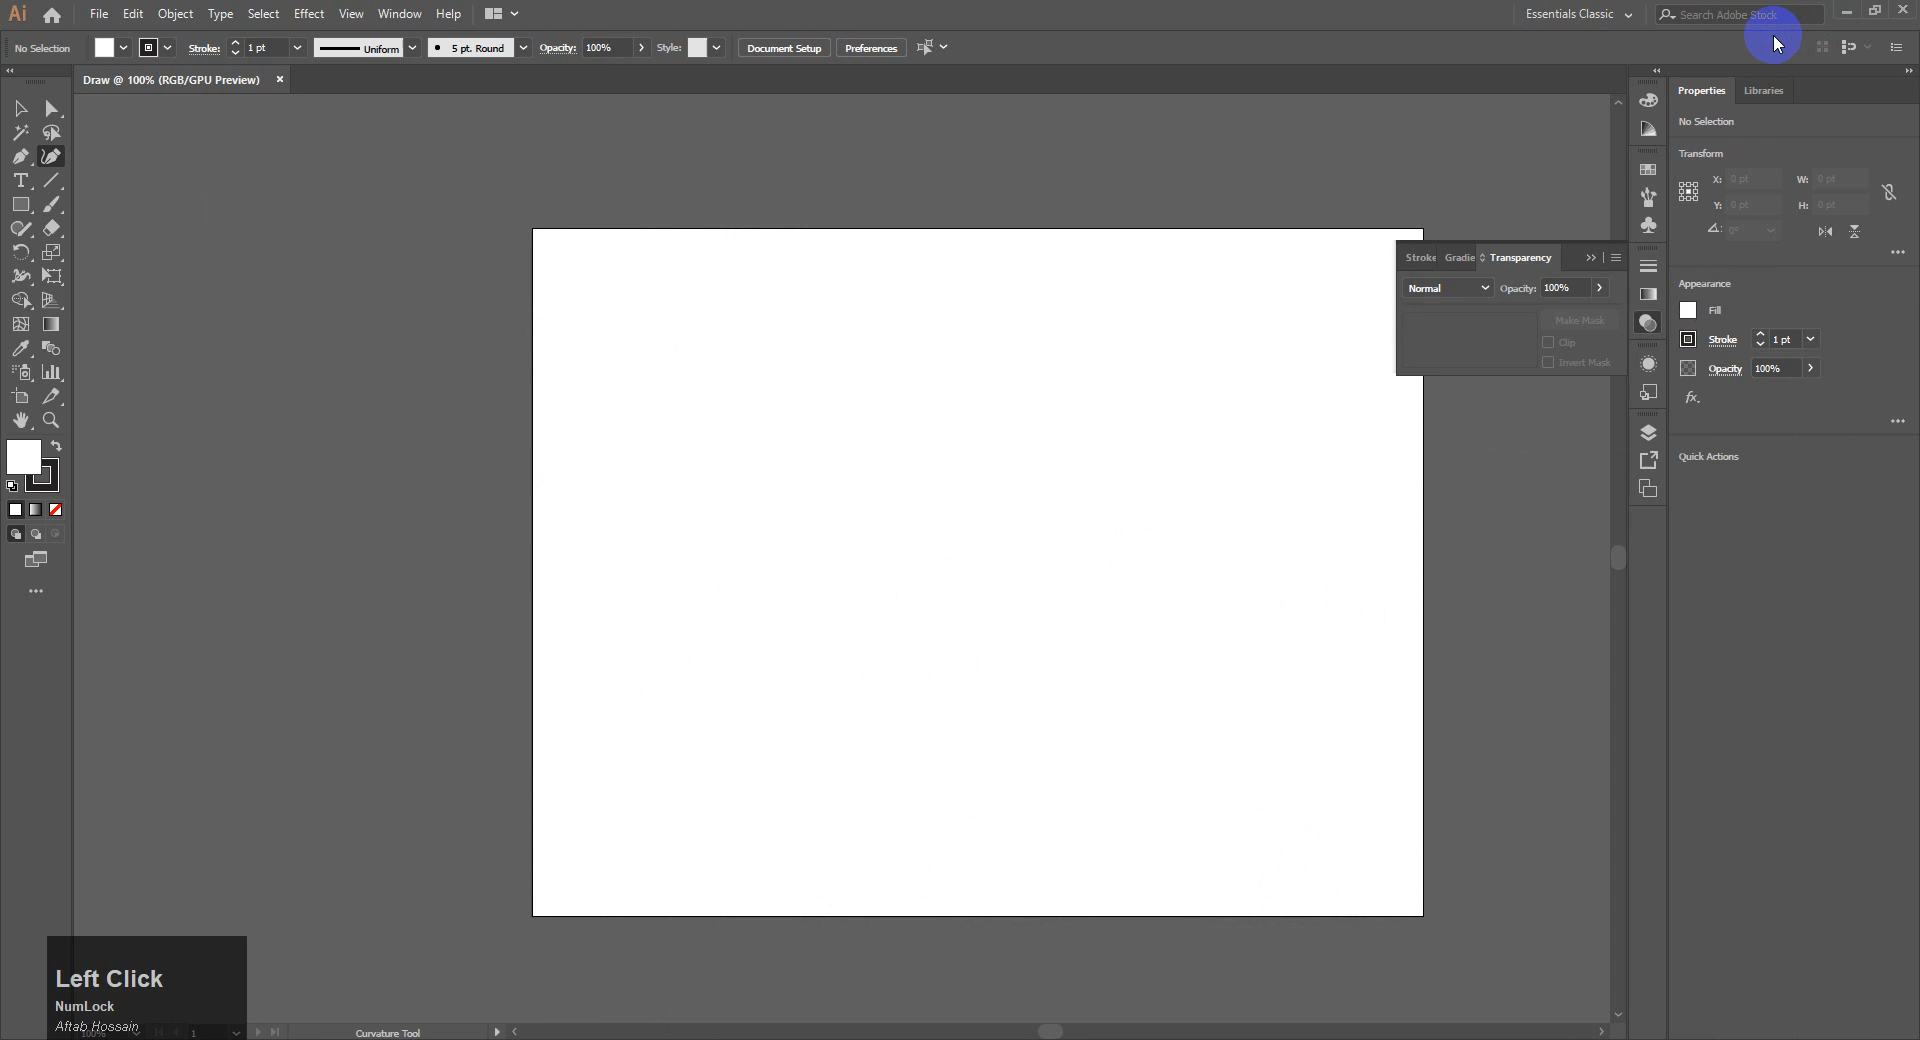 Ai File Edit Object Type Select Effect View Window Help Essentials Classic Search Adobe Stock
No Selection Stroke: 1 pt Uniform 5 pt. Round Opacity: 100% Style: Document Setup Preferences
Draw @ 100% (RGB/GPU Preview)
Properties Libraries
No Selection
Transform
X: 0 pt W: 0 pt
Y: 0 pt H: 0 pt
0°
Stroke Gradie Transparency
Normal Opacity: 100%
Make Mask
Clip
Invert Mask
Appearance
Fill
Stroke 1 pt
Opacity 100%
fx.
Quick Actions
T
Left Click
NumLock
Aftab Hossain
100% 1 Curvature Tool